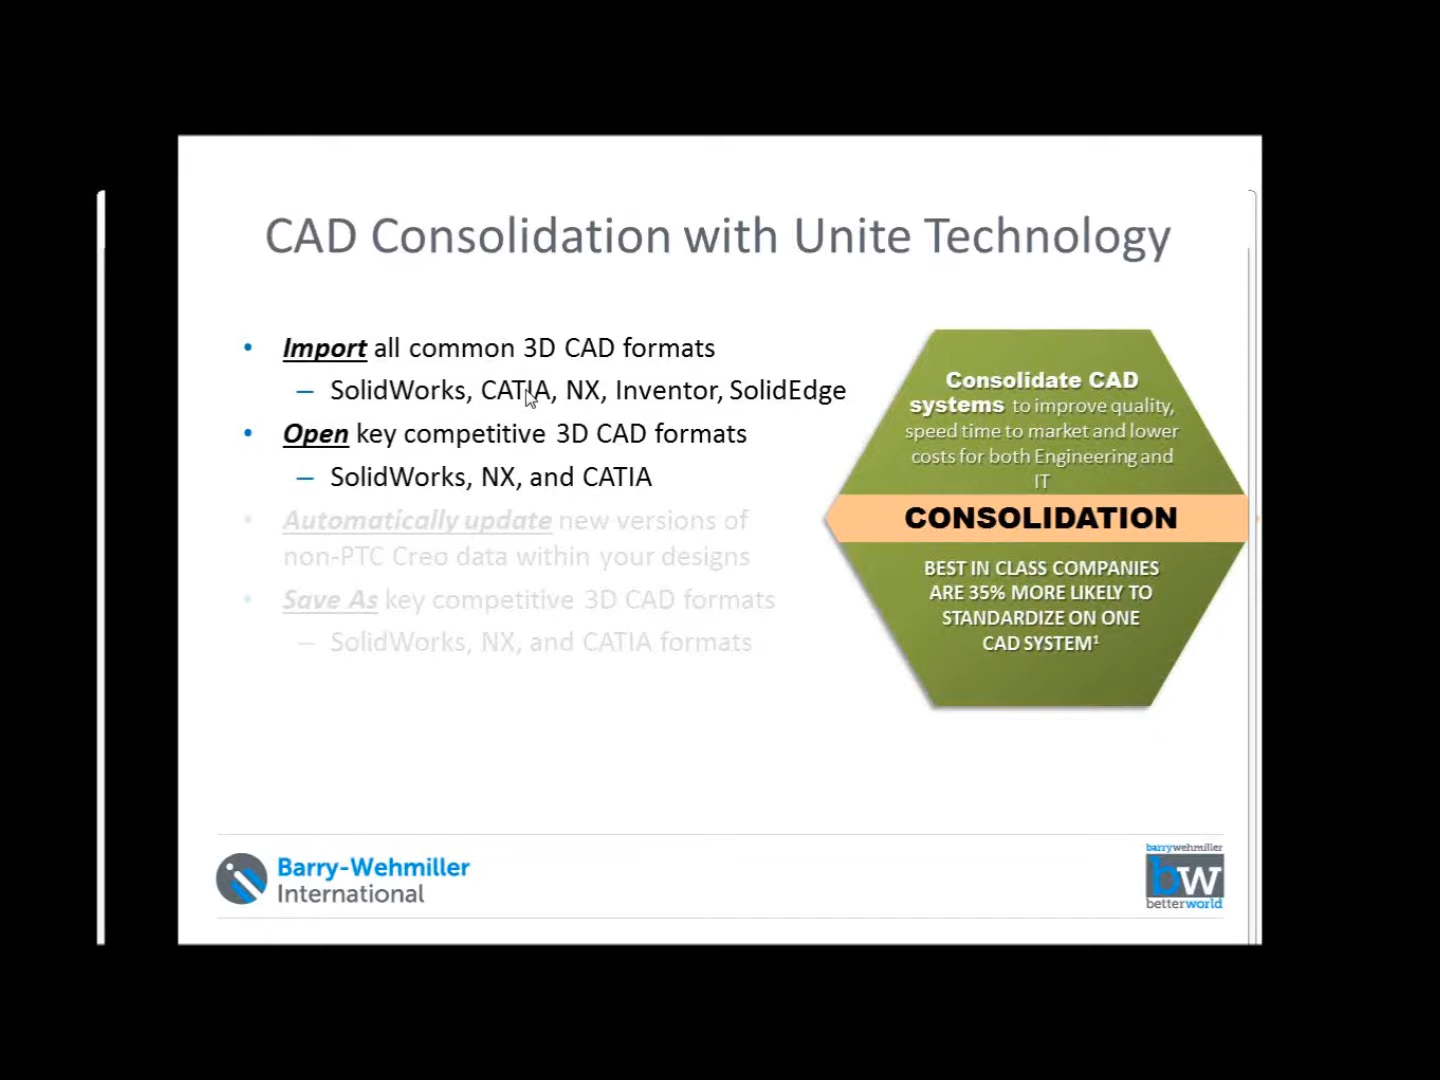 CAD Consolidation with Unite Technology
• Import all common 3D CAD formats
– SolidWorks, CATIA, NX, Inventor, SolidEdge
• Open key competitive 3D CAD formats
– SolidWorks, NX, and CATIA
• Automatically update new versions of
non-PTC Creo data within your designs
• Save As key competitive 3D CAD formats
– SolidWorks, NX, and CATIA formats
Consolidate CAD
systems to improve quality,
speed time to market and lower
costs for both Engineering and
IT
CONSOLIDATION
BEST IN CLASS COMPANIES
ARE 35% MORE LIKELY TO
STANDARDIZE ON ONE
CAD SYSTEM¹
Barry-Wehmiller
International
barrywehmiller
bw
betterworld